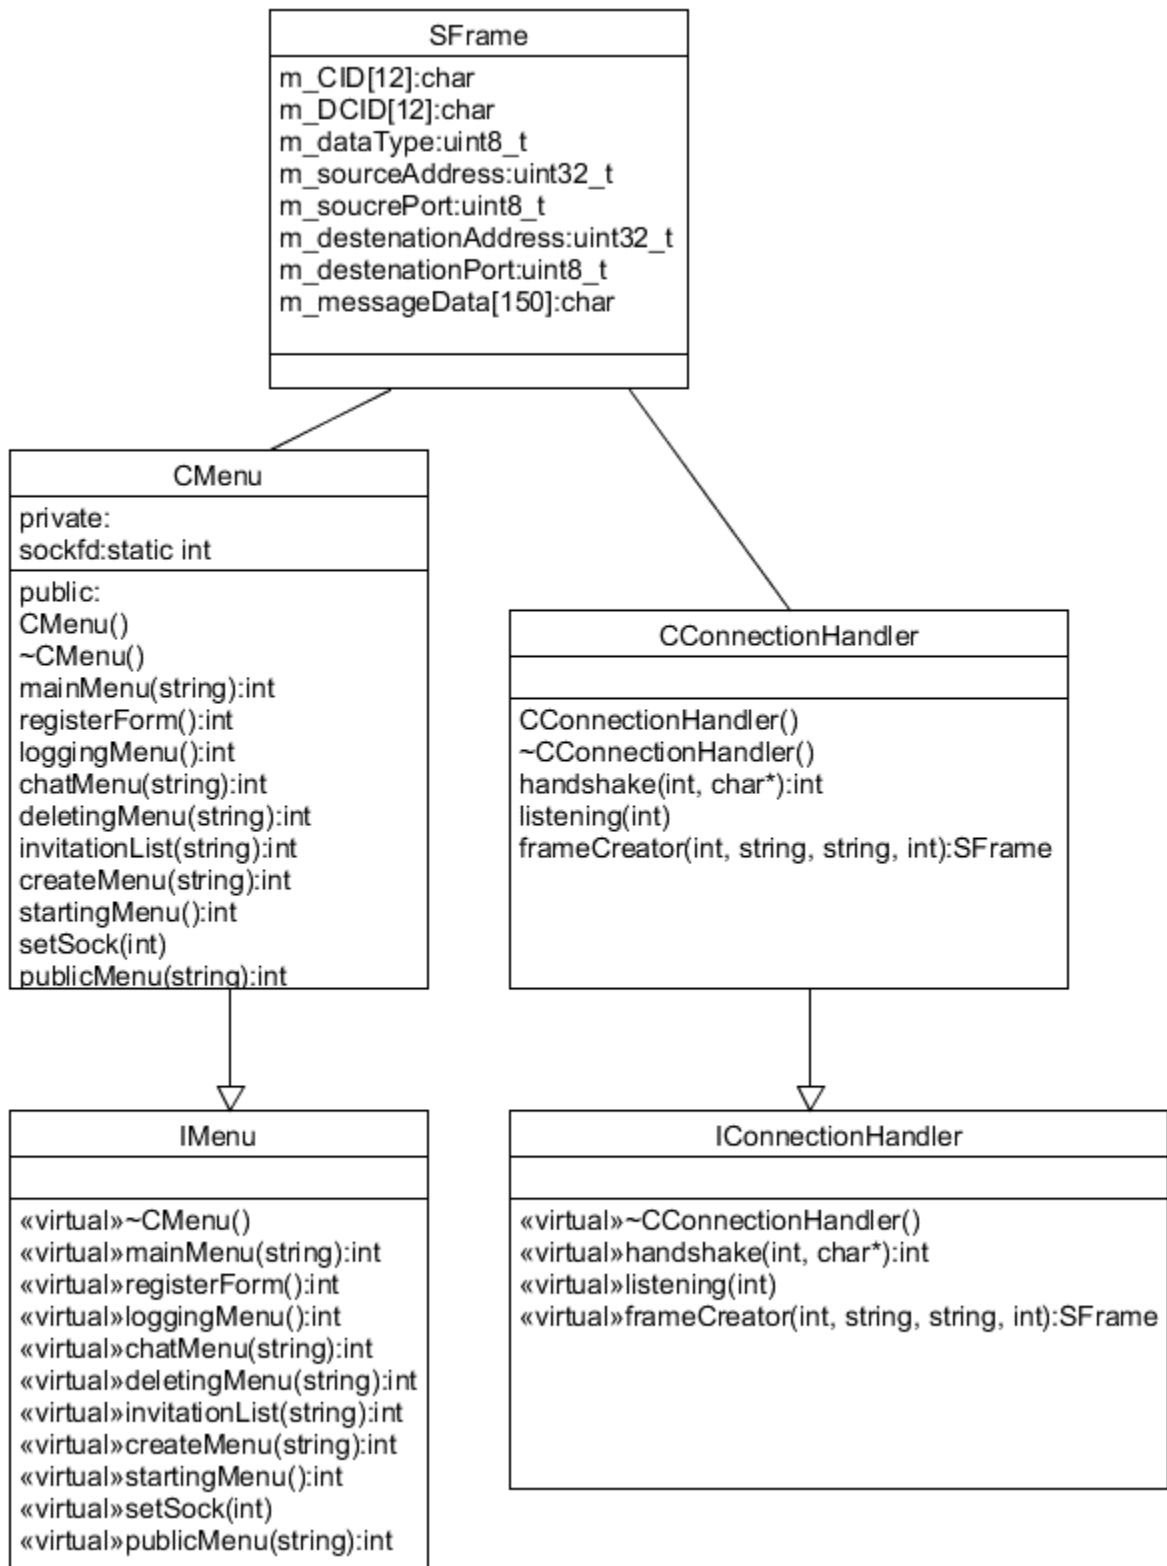 SFrame
m_CID[12]:char
m_DCID[12]:char
m_dataType:uint8_t
m_sourceAddress:uint32_t
m_soucrePort:uint8_t
m_destenationAddress:uint32_t
m_destenationPort:uint8_t
m_messageData[150]:char
CMenu
private:
sockfd:static int
public:
CMenu()
~CMenu()
mainMenu(string):int
registerForm():int
loggingMenu():int
chatMenu(string):int
deletingMenu(string):int
invitationList(string):int
createMenu(string):int
startingMenu():int
setSock(int)
publicMenu(string):int
CConnectionHandler
CConnectionHandler()
~CConnectionHandler()
handshake(int, char*):int
listening(int)
frameCreator(int, string, string, int):SFrame
IMenu
«virtual»~CMenu()
«virtual»mainMenu(string):int
«virtual»registerForm():int
«virtual»loggingMenu():int
«virtual»chatMenu(string):int
«virtual»deletingMenu(string):int
«virtual»invitationList(string):int
«virtual»createMenu(string):int
«virtual»startingMenu():int
«virtual»setSock(int)
«virtual»publicMenu(string):int
IConnectionHandler
«virtual»~CConnectionHandler()
«virtual»handshake(int, char*):int
«virtual»listening(int)
«virtual»frameCreator(int, string, string, int):SFrame